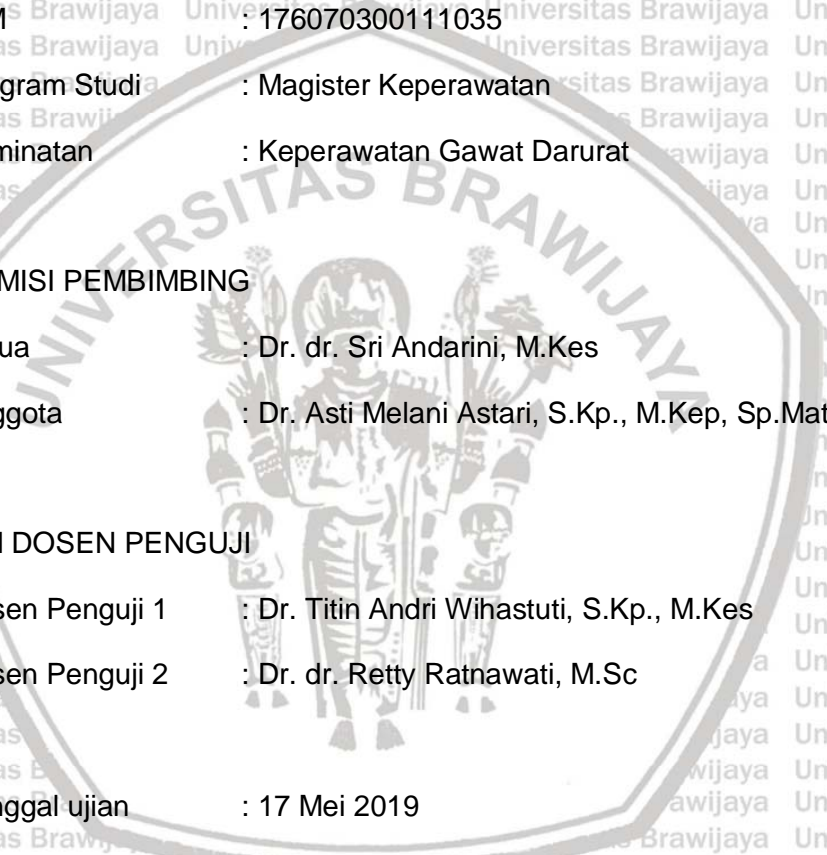 M : 176070300111035
gram Studi : Magister Keperawatan
minatan : Keperawatan Gawat Darurat
UNIVERSITAS BRAWIJAYA
MISI PEMBIMBING
ua : Dr. dr. Sri Andarini, M.Kes
ggota : Dr. Asti Melani Astari, S.Kp., M.Kep, Sp.Mat
I DOSEN PENGUJI
sen Penguji 1 : Dr. Titin Andri Wihastuti, S.Kp., M.Kes
sen Penguji 2 : Dr. dr. Retty Ratnawati, M.Sc
nggal ujian : 17 Mei 2019